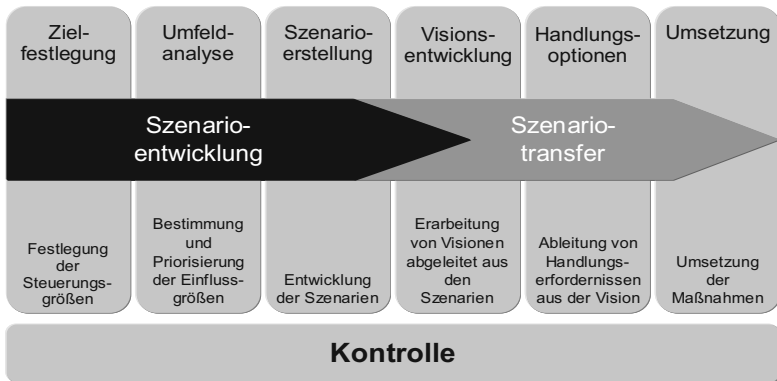 Ziel-
festlegung
Umfeld-
analyse
Szenario-
erstellung
Visions-
entwicklung
Handlungs-
optionen
Umsetzung
Szenario-
entwicklung
Szenario-
transfer
Festlegung
der
Steuerungs-
größen
Bestimmung
und
Priorisierung
der Einfluss-
größen
Entwicklung
der Szenarien
Erarbeitung
von Visionen
abgeleitet aus
den
Szenarien
Ableitung von
Handlungs-
erfordernissen
aus der Vision
Umsetzung
der
Maßnahmen
Kontrolle